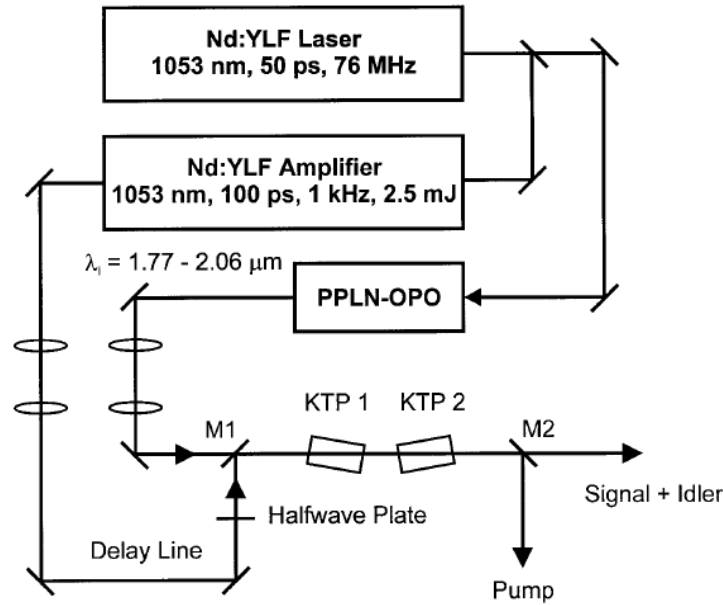 Nd:YLF Laser
1053 nm, 50 ps, 76 MHz
Nd:YLF Amplifier
1053 nm, 100 ps, 1 kHz, 2.5 mJ
λi = 1.77 - 2.06 μm
PPLN-OPO
KTP 1
KTP 2
M1
M2
Signal + Idler
Halfwave Plate
Delay Line
Pump